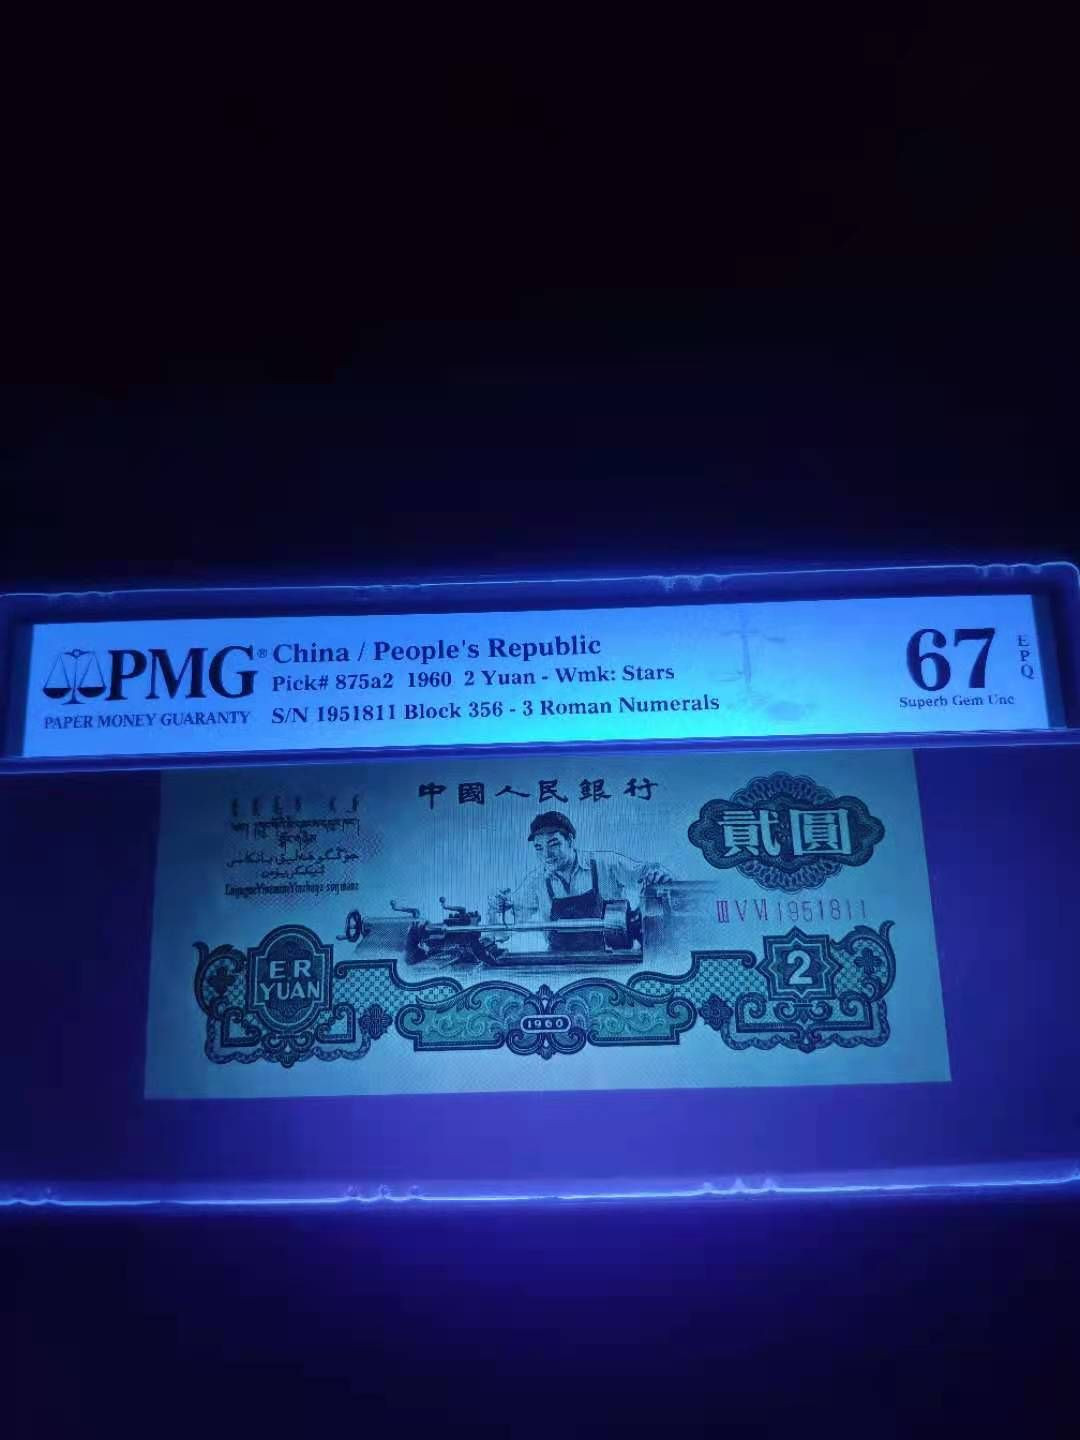 PMG®
PAPER MONEY GUARANTY
China / People's Republic
Pick# 875a2 1960 2 Yuan - Wmk: Stars
S/N 1951811 Block 356 - 3 Roman Numerals
67
EPQ
Superb Gem Unc
中國人民銀行
貳圓
ⅢⅤⅥ 1951811
ER
YUAN
1960
2